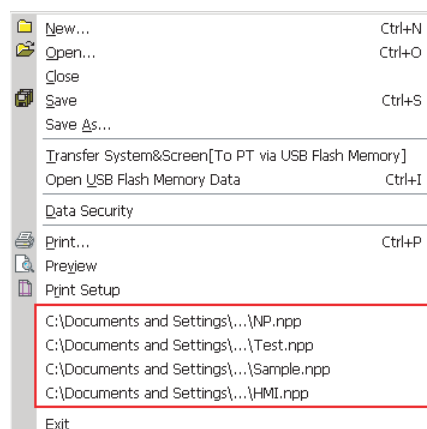 New... Ctrl+N
Open... Ctrl+O
Close
Save Ctrl+S
Save As...
Transfer System&Screen[To PT via USB Flash Memory]
Open USB Flash Memory Data Ctrl+I
Data Security
Print... Ctrl+P
Preview
Print Setup
C:\Documents and Settings\...\NP.npp
C:\Documents and Settings\...\Test.npp
C:\Documents and Settings\...\Sample.npp
C:\Documents and Settings\...\HMI.npp
Exit